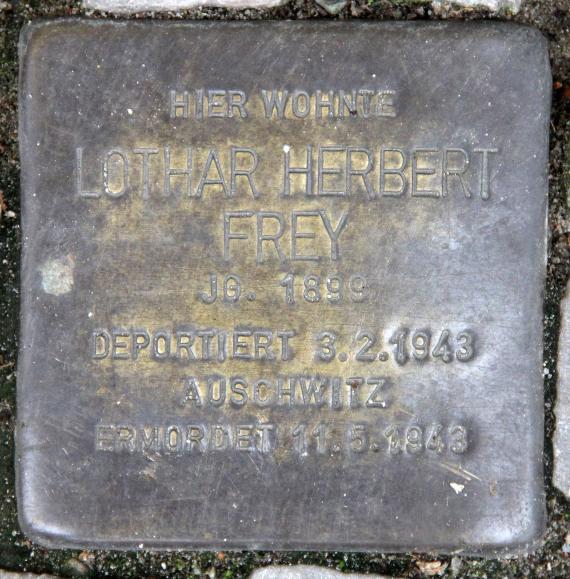 HIER WOHNTE
LOTHAR HERBERT
FREY
JG. 1899
DEPORTIERT 3.2.1943
AUSCHWITZ
ERMORDET 11.5.1943